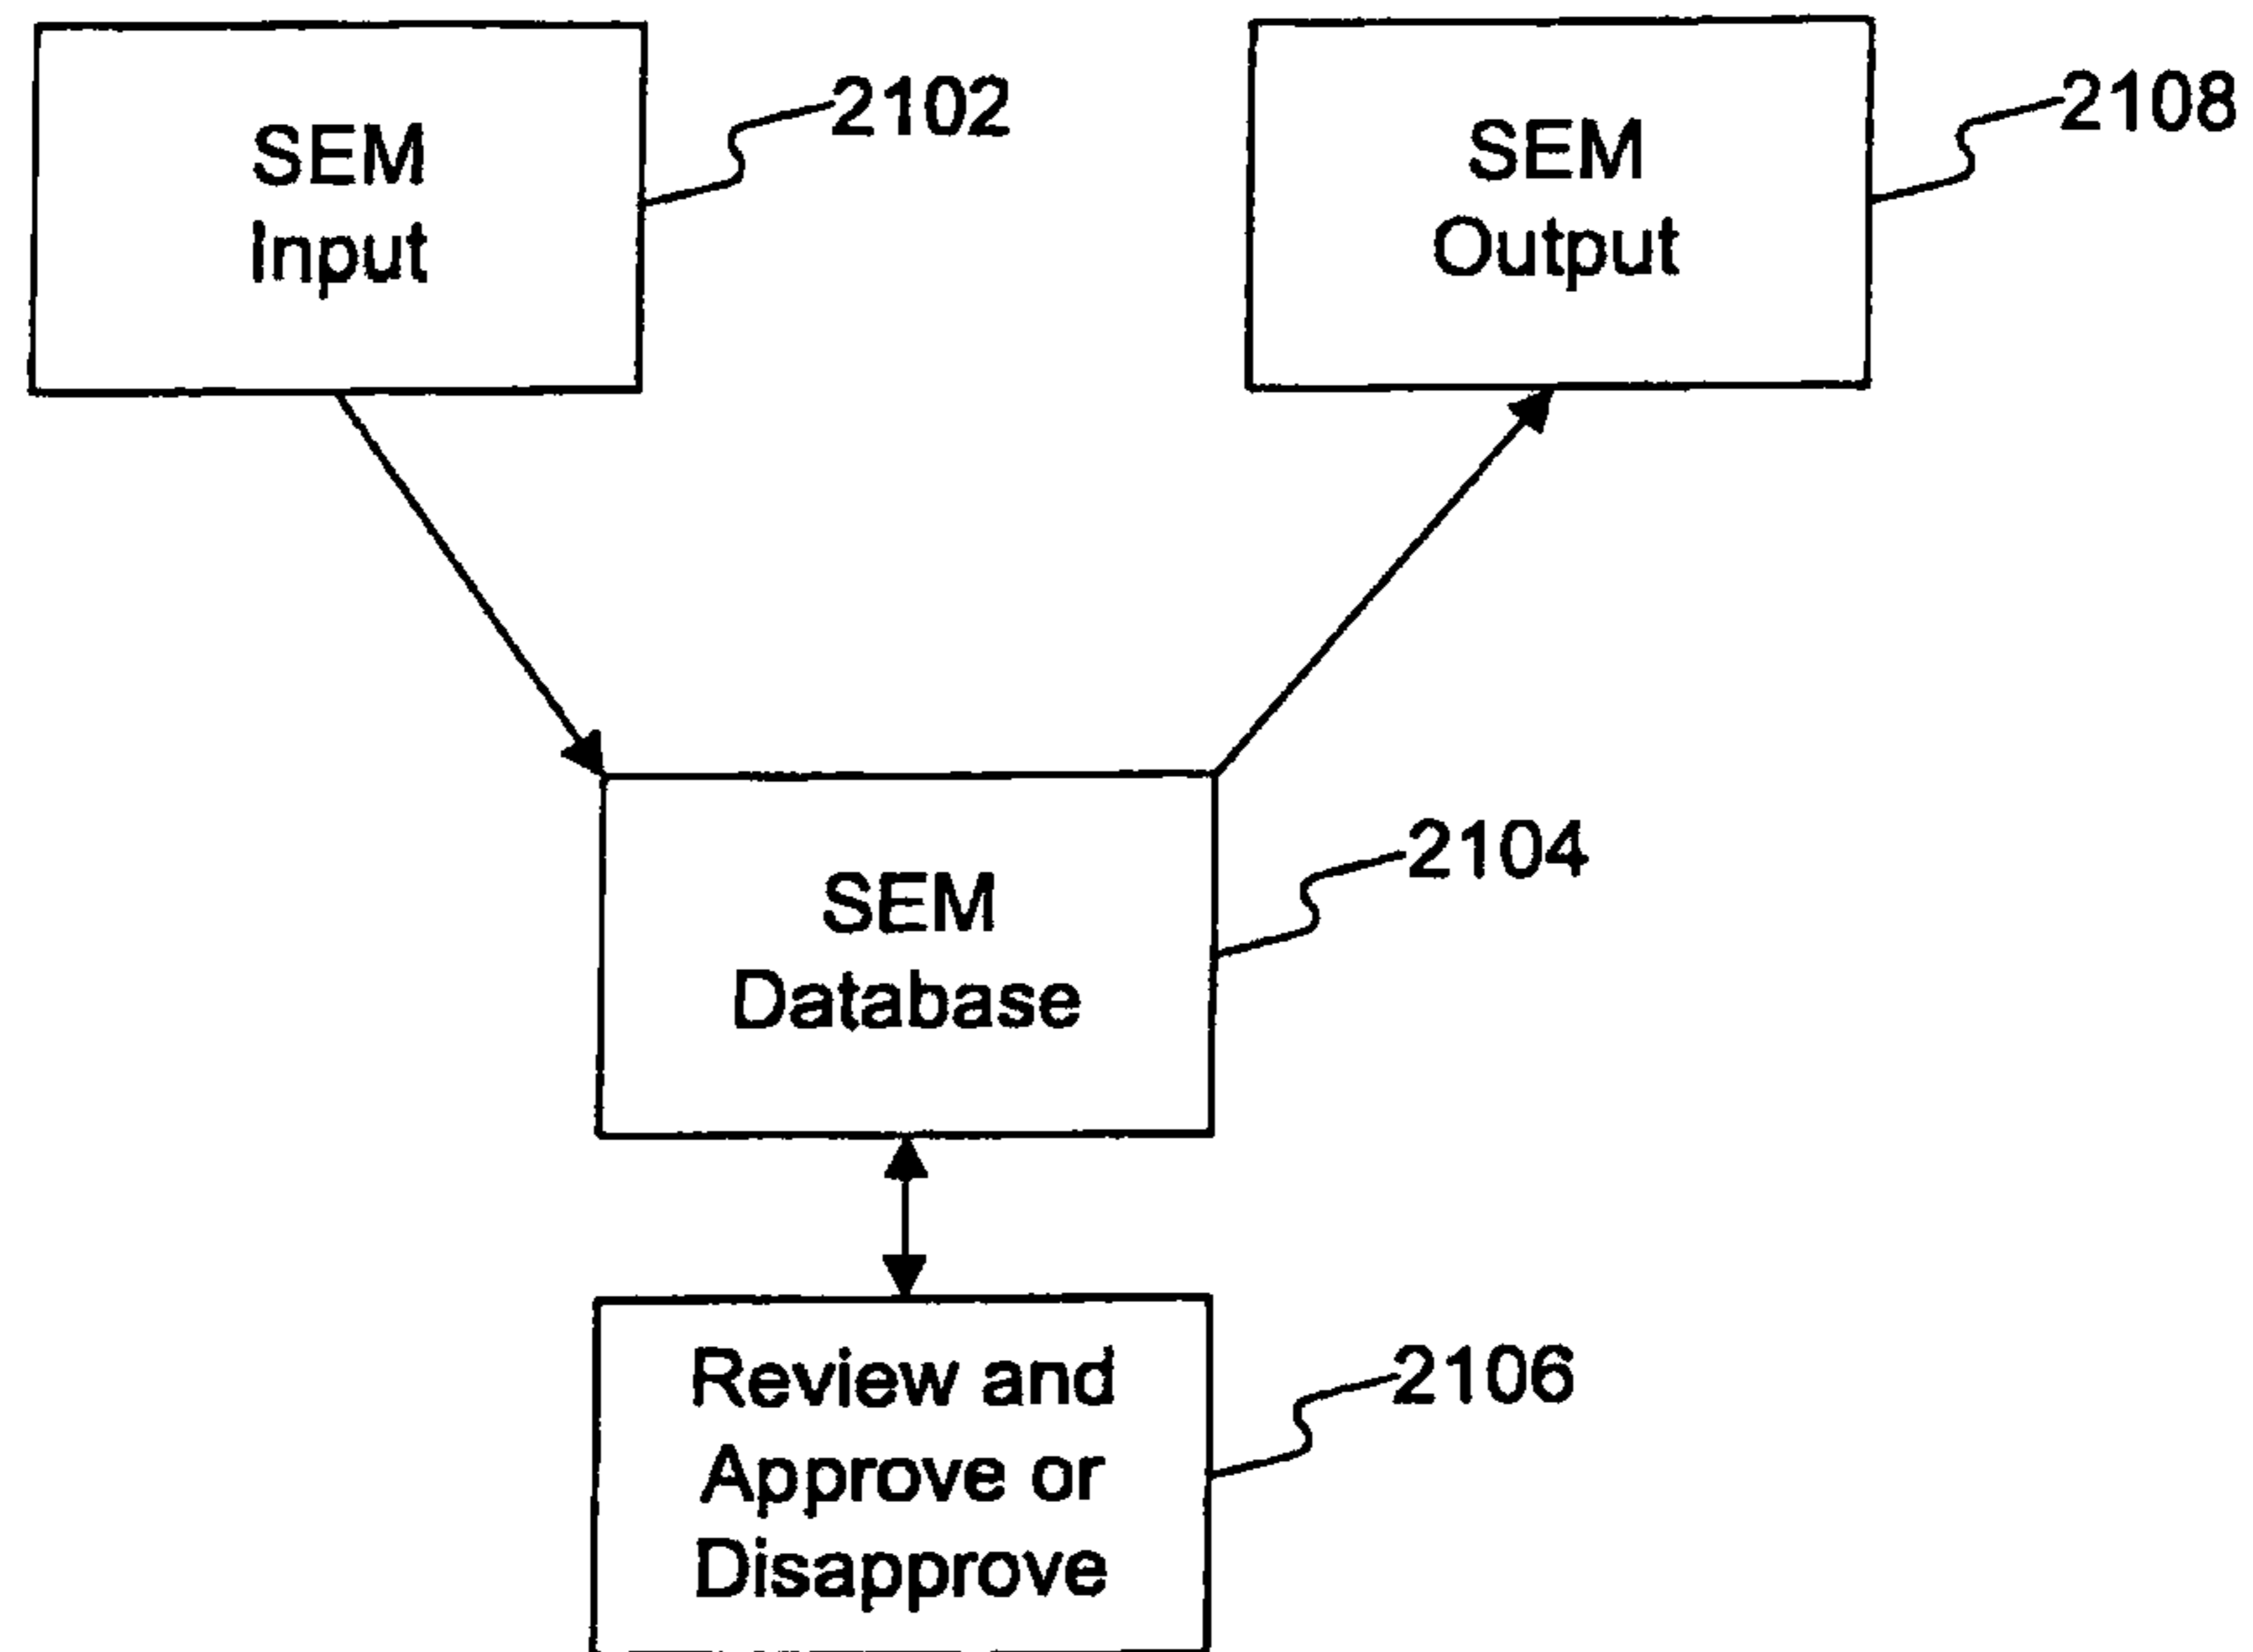 SEM
Input
2102
SEM
Output
2108
SEM
Database
2104
Review and
Approve or
Disapprove
2106